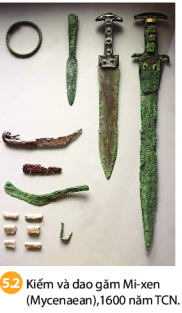 5.2 Kiếm và dao găm Mi-xen
(Mycenaean),1600 năm TCN.